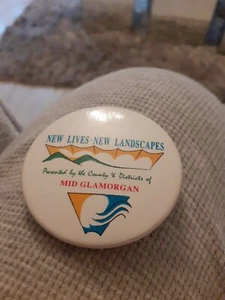 NEW LIVES-NEW LANDSCAPES
Presented by the County & Districts of
MID GLAMORGAN